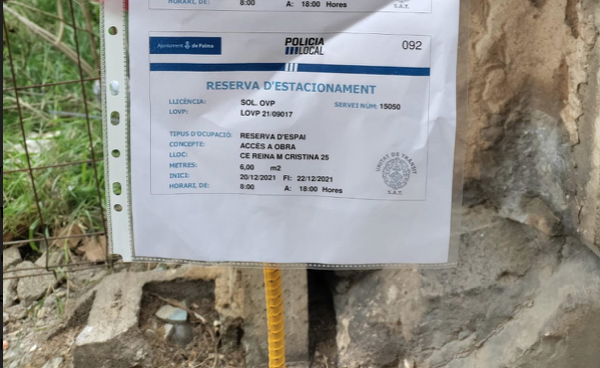 HORARI, DE: 8:00 A: 18:00 Hores
S.A.T.
Ajuntament de Palma
POLICIA
LOCAL
092
RESERVA D'ESTACIONAMENT
LLICÈNCIA: SOL. OVP SERVEI NÚM: 15050
LOVP: LOVP 21/09017
TIPUS D'OCUPACIO: RESERVA D'ESPAI
CONCEPTE: ACCÈS A OBRA
LLOC: CE REINA M CRISTINA 25
METRES: 6,00 m2
INICI: 20/12/2021 FI: 22/12/2021
HORARI, DE: 8:00 A: 18:00 Hores
UNITAT DE TRÀNSIT
S.A.T.